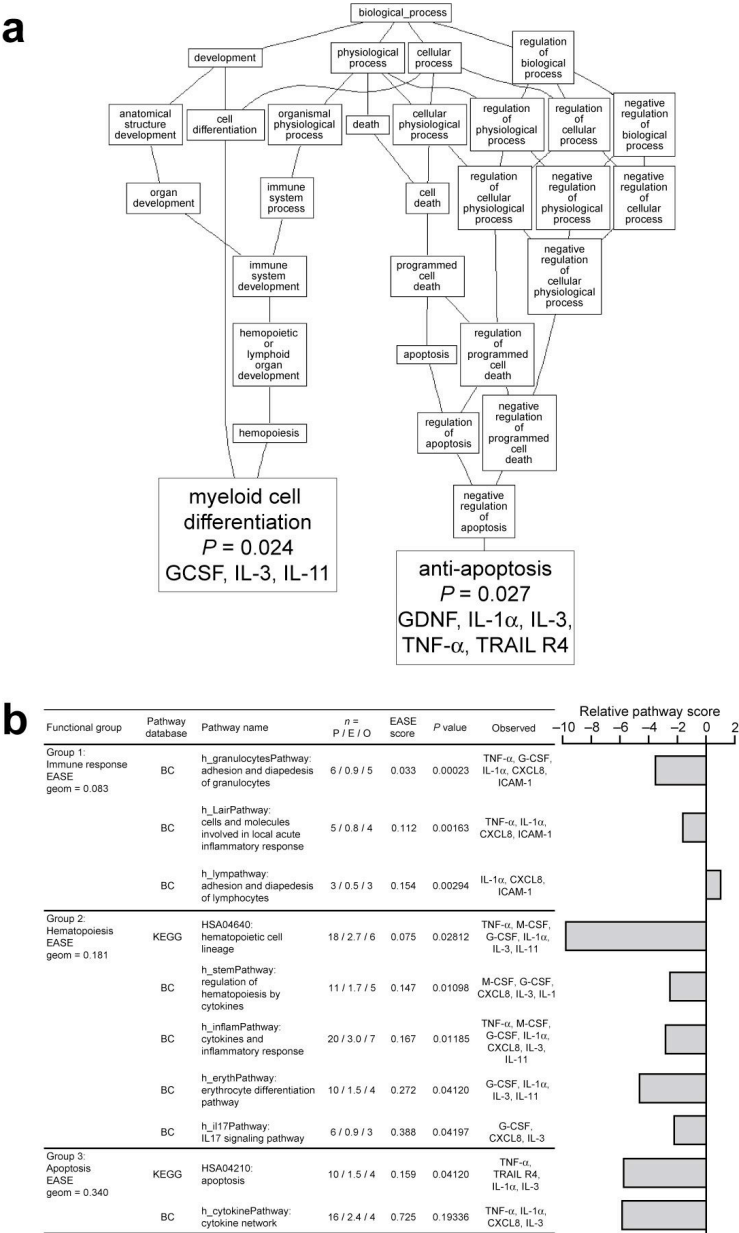 a
biological_process
development
physiological
process
cellular
process
regulation
of
biological
process
anatomical
structure
development
cell
differentiation
organismal
physiological
process
death
cellular
physiological
process
regulation
of
physiological
process
regulation
of
cellular
process
negative
regulation
of
biological
process
organ
development
immune
system
process
cell
death
regulation
of
cellular
physiological
process
negative
regulation of
physiological
process
negative
regulation of
cellular
process
immune
system
development
programmed
cell
death
negative
regulation
of
cellular
physiological
process
hemopoietic
or
lymphoid
organ
development
apoptosis
regulation
of
programmed
cell
death
hemopoiesis
regulation
of
apoptosis
negative
regulation
of
programmed
cell
death
negative
regulation
of
apoptosis
myeloid cell
differentiation
P = 0.024
GCSF, IL-3, IL-11
anti-apoptosis
P = 0.027
GDNF, IL-1α, IL-3,
TNF-α, TRAIL R4
b
Functional group
Pathway
database
Pathway name
n =
P / E / O
EASE
score
P value
Observed
Relative pathway score
−10 −8 −6 −4 −2 0 2
Group 1:
Immune response
EASE
geom = 0.083
BC
h_granulocytesPathway:
adhesion and diapedesis
of granulocytes
6 / 0.9 / 5
0.033
0.00023
TNF-α, G-CSF,
IL-1α, CXCL8,
ICAM-1
BC
h_LairPathway:
cells and molecules
involved in local acute
inflammatory response
5 / 0.8 / 4
0.112
0.00163
TNF-α, IL-1α,
CXCL8, ICAM-1
BC
h_lympathway:
adhesion and diapedesis
of lymphocytes
3 / 0.5 / 3
0.154
0.00294
IL-1α, CXCL8,
ICAM-1
Group 2:
Hematopoiesis
EASE
geom = 0.181
KEGG
HSA04640:
hematopoietic cell
lineage
18 / 2.7 / 6
0.075
0.02812
TNF-α, M-CSF,
G-CSF, IL-1α,
IL-3, IL-11
BC
h_stemPathway:
regulation of
hematopoiesis by
cytokines
11 / 1.7 / 5
0.147
0.01098
M-CSF, G-CSF,
CXCL8, IL-3, IL-1
BC
h_inflamPathway:
cytokines and
inflammatory response
20 / 3.0 / 7
0.167
0.01185
TNF-α, M-CSF,
G-CSF, IL-1α,
CXCL8, IL-3,
IL-11
BC
h_erythPathway:
erythrocyte differentiation
pathway
10 / 1.5 / 4
0.272
0.04120
G-CSF, IL-1α,
IL-3, IL-11
BC
h_il17Pathway:
IL17 signaling pathway
6 / 0.9 / 3
0.388
0.04197
G-CSF,
CXCL8, IL-3
Group 3:
Apoptosis
EASE
geom = 0.340
KEGG
HSA04210:
apoptosis
10 / 1.5 / 4
0.159
0.04120
TNF-α,
TRAIL R4,
IL-1α, IL-3
BC
h_cytokinePathway:
cytokine network
16 / 2.4 / 4
0.725
0.19336
TNF-α, IL-1α,
CXCL8, IL-3